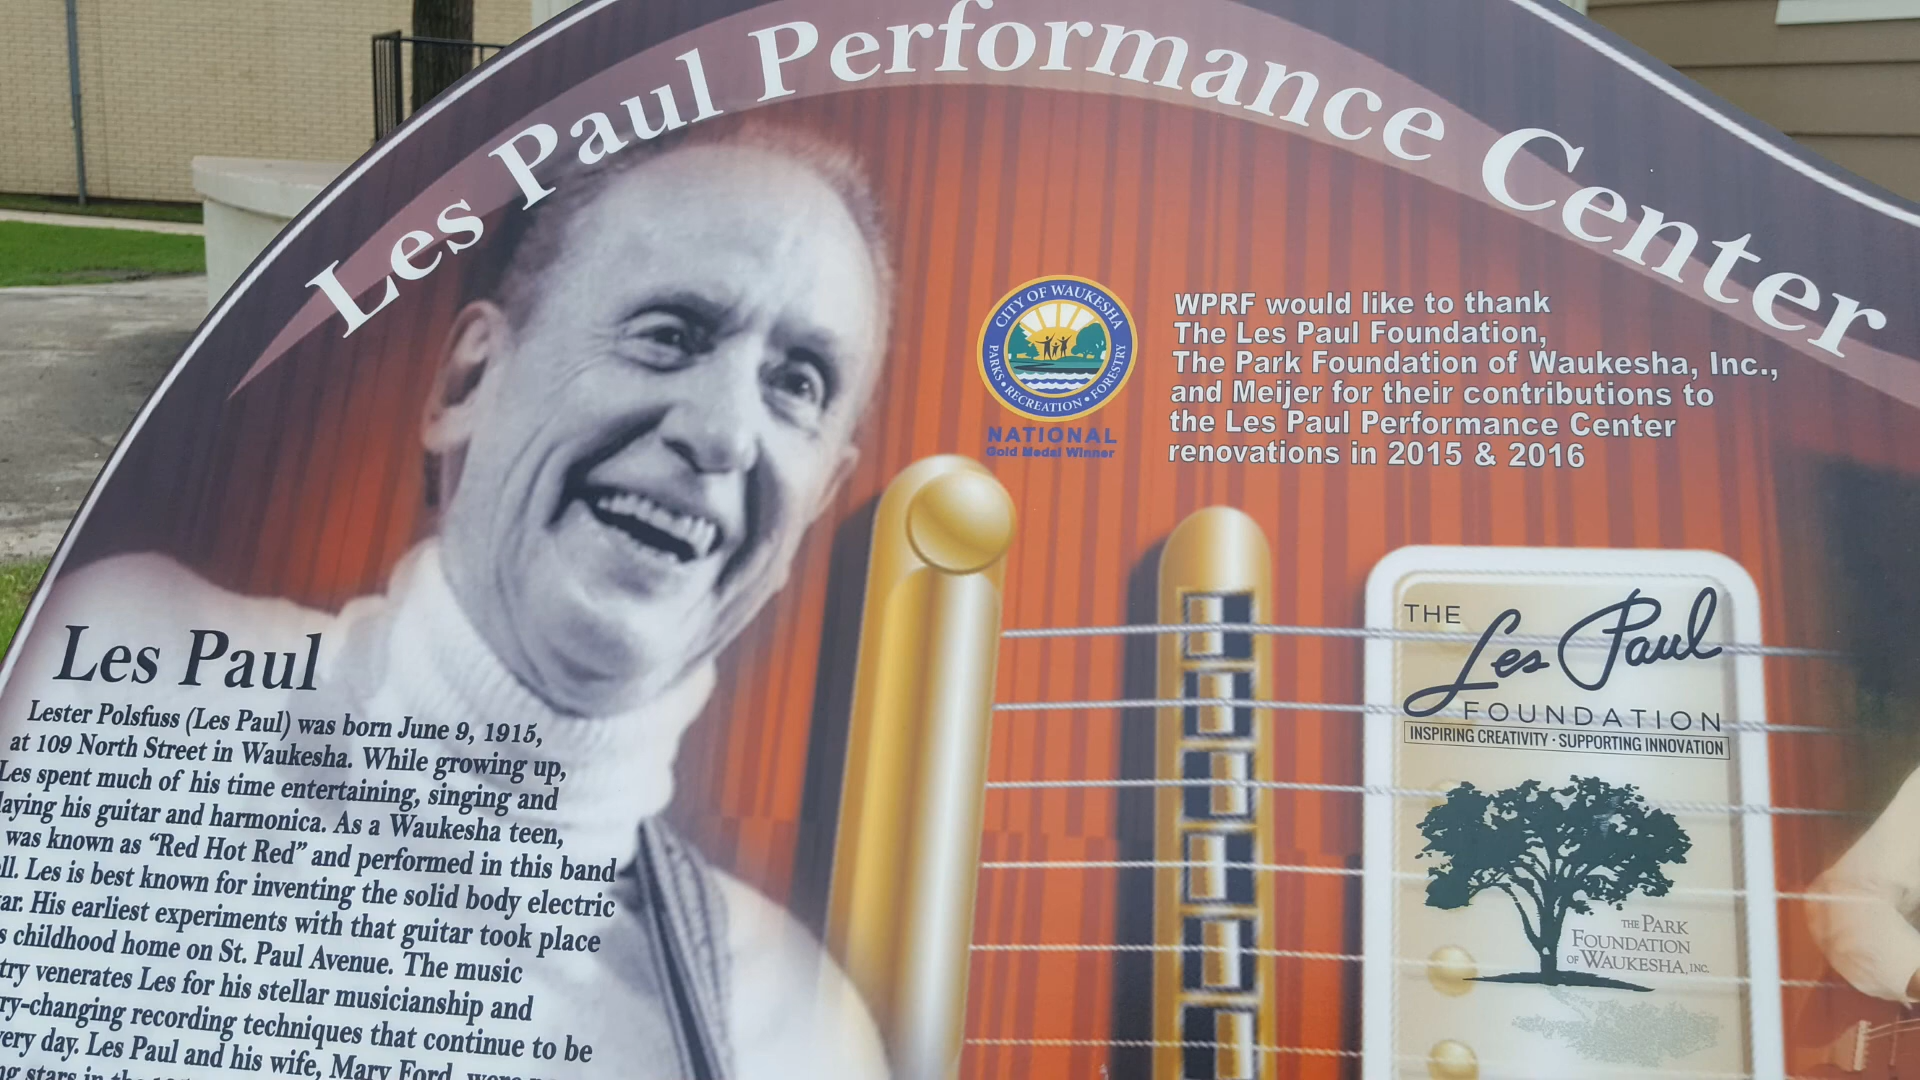 Les Paul Performance Center
CITY OF WAUKESHA
PARKS • RECREATION • FORESTRY
NATIONAL
Gold Medal Winner
WPRF would like to thank
The Les Paul Foundation,
The Park Foundation of Waukesha, Inc.,
and Meijer for their contributions to
the Les Paul Performance Center
renovations in 2015 & 2016
THE
Les Paul
FOUNDATION
INSPIRING CREATIVITY · SUPPORTING INNOVATION
THE PARK
FOUNDATION
OF WAUKESHA, INC.
Les Paul
Lester Polsfuss (Les Paul) was born June 9, 1915,
at 109 North Street in Waukesha. While growing up,
Les spent much of his time entertaining, singing and
laying his guitar and harmonica. As a Waukesha teen,
was known as “Red Hot Red” and performed in this band
ll. Les is best known for inventing the solid body electric
ar. His earliest experiments with that guitar took place
s childhood home on St. Paul Avenue. The music
try venerates Les for his stellar musicianship and
ry-changing recording techniques that continue to be
ery day. Les Paul and his wife, Mary Ford, were
ng stars in the